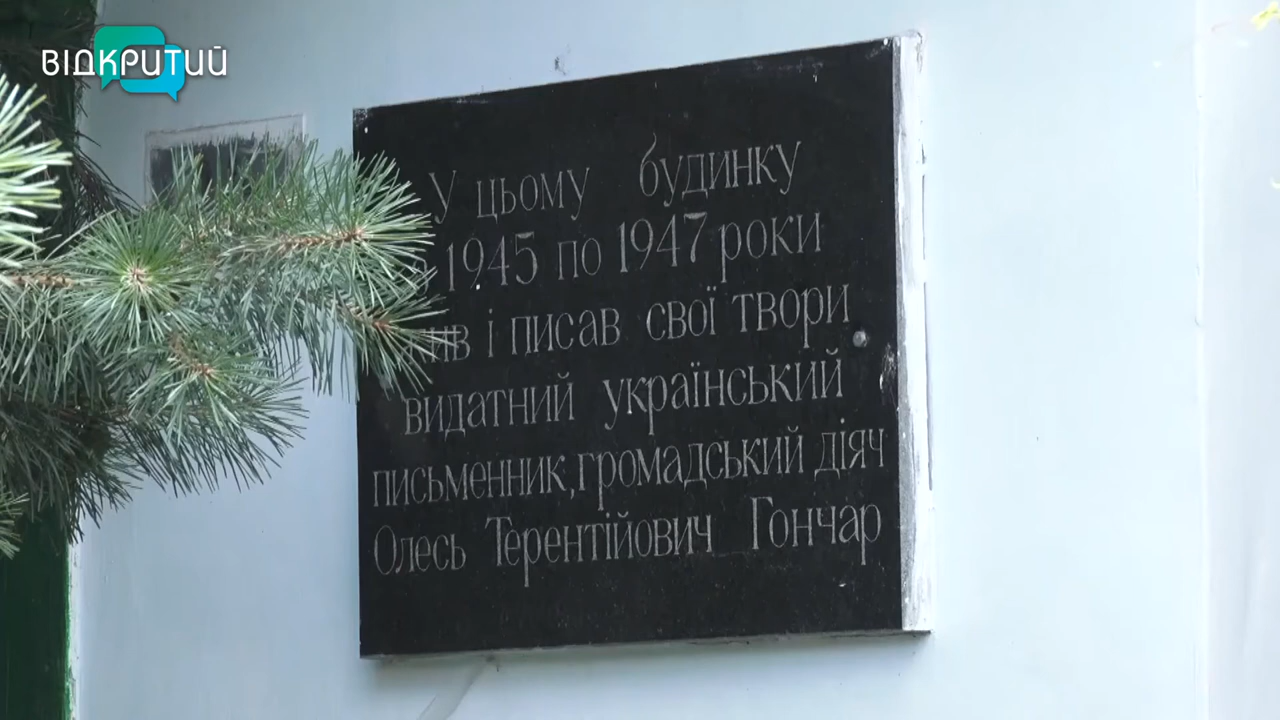 ВІДКРИТИЙ
У цьому будинку
1945 по 1947 роки
і писав свої твори
видатний український
письменник, громадський діяч
Олесь Терентійович Гончар